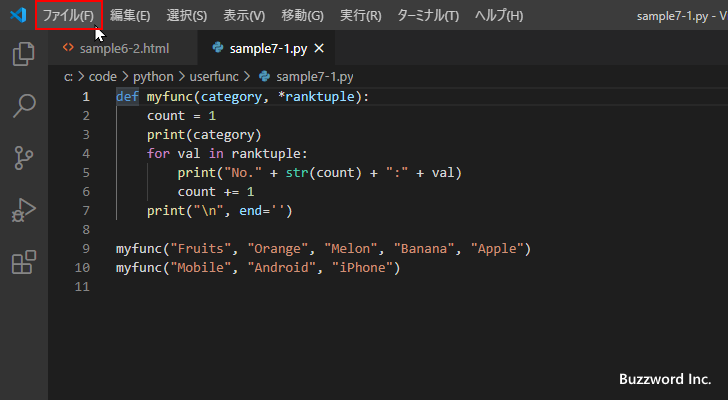 ファイル(F) 編集(E) 選択(S) 表示(V) 移動(G) 実行(R) ターミナル(T) ヘルプ(H) sample7-1.py - V
sample6-2.html sample7-1.py ×
c: > code > python > userfunc > sample7-1.py
1 def myfunc(category, *ranktuple):
2     count = 1
3     print(category)
4     for val in ranktuple:
5         print("No." + str(count) + ":" + val)
6         count += 1
7     print("\n", end='')
8
9 myfunc("Fruits", "Orange", "Melon", "Banana", "Apple")
10 myfunc("Mobile", "Android", "iPhone")
11
Buzzword Inc.